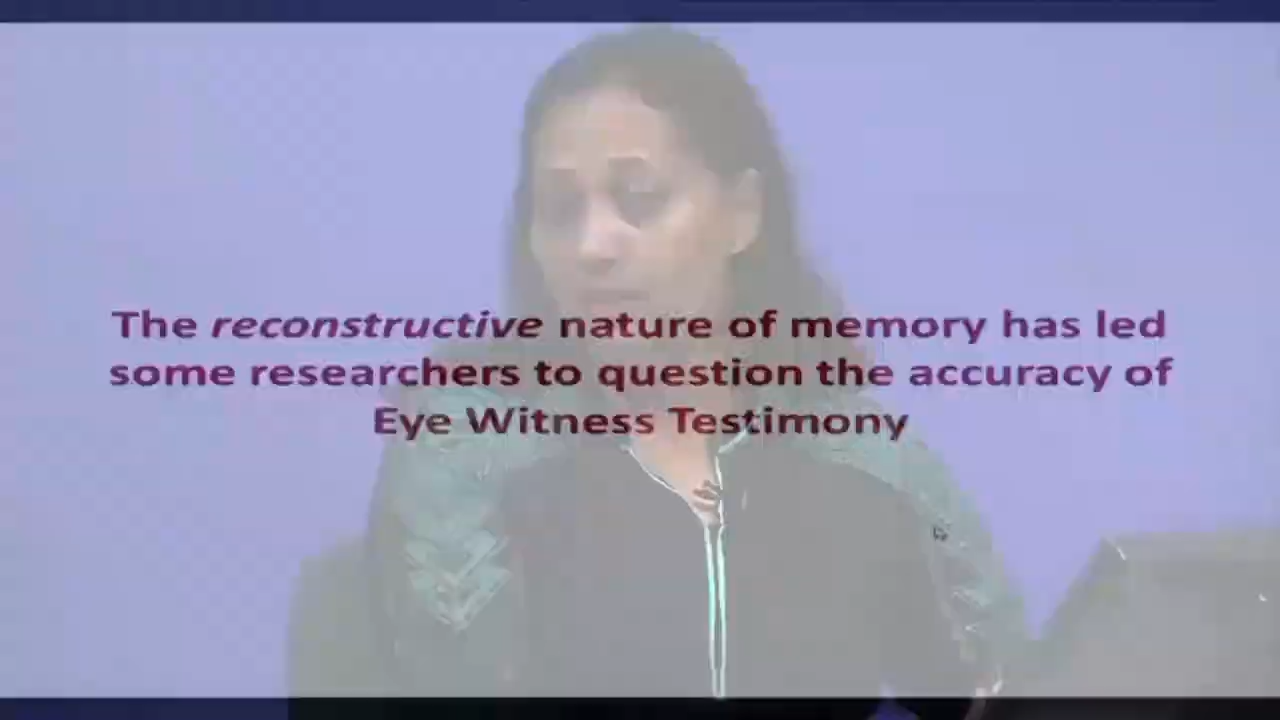 The reconstructive nature of memory has led
some researchers to question the accuracy of
Eye Witness Testimony